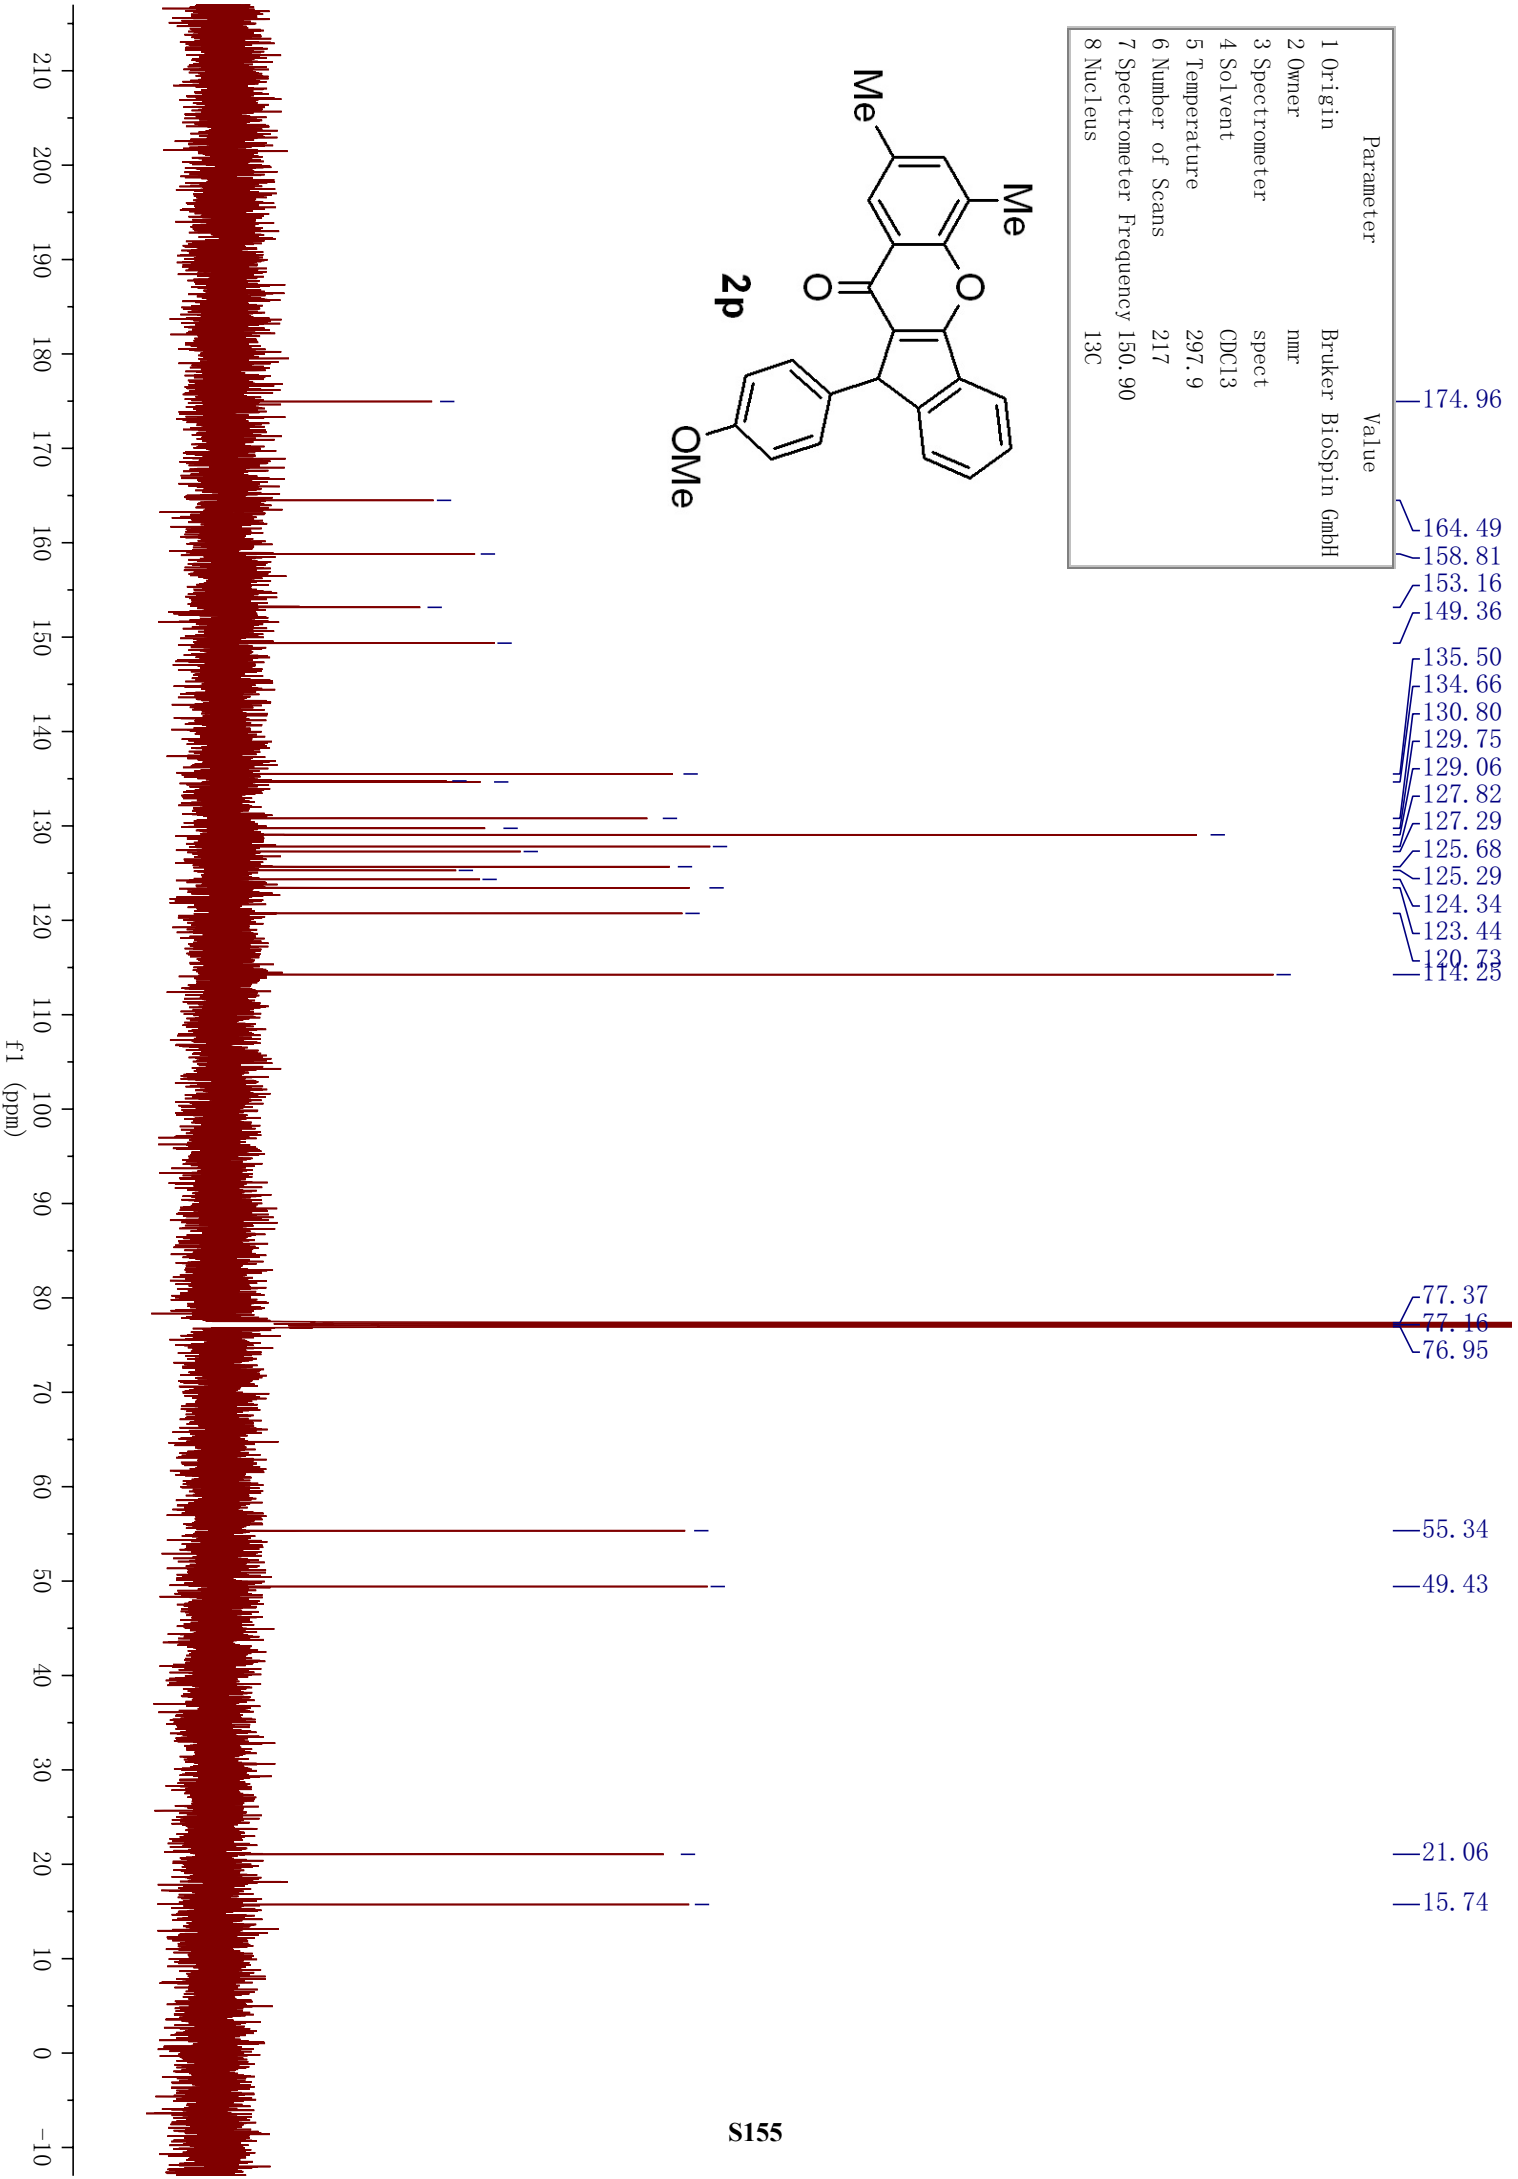 Parameter Value
1 Origin Bruker BioSpin GmbH
2 Owner nmr
3 Spectrometer spect
4 Solvent CDCl3
5 Temperature 297.9
6 Number of Scans 217
7 Spectrometer Frequency 150.90
8 Nucleus 13C
Me
Me
O
O
OMe
2p
174.96
164.49
158.81
153.16
149.36
135.50
134.66
130.80
129.75
129.06
127.82
127.29
125.68
125.29
124.34
123.44
120.73
114.25
77.37
77.16
76.95
55.34
49.43
21.06
15.74
210 200 190 180 170 160 150 140 130 120 110 100 90 80 70 60 50 40 30 20 10 0 -10
f1 (ppm)
S155